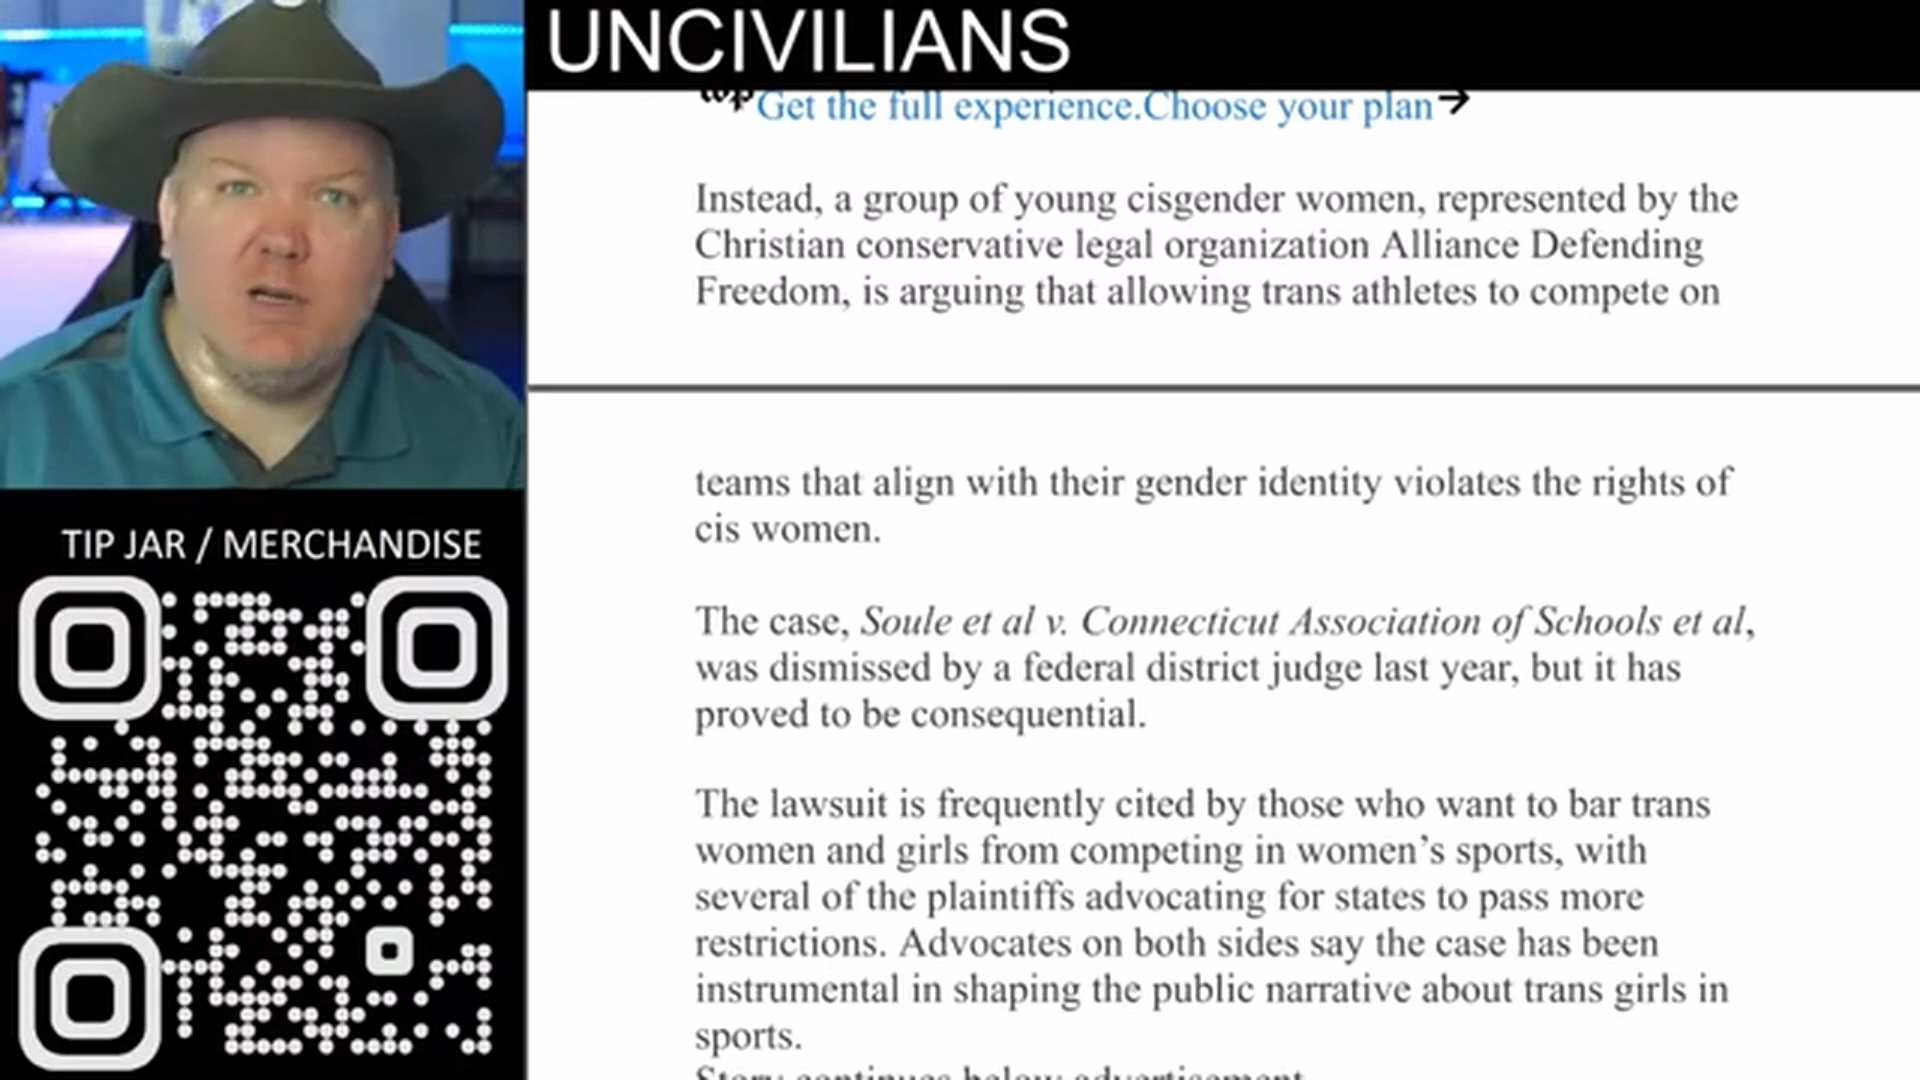 UNCIVILIANS
wp Get the full experience.Choose your plan→
Instead, a group of young cisgender women, represented by the
Christian conservative legal organization Alliance Defending
Freedom, is arguing that allowing trans athletes to compete on
teams that align with their gender identity violates the rights of
cis women.
The case, Soule et al v. Connecticut Association of Schools et al,
was dismissed by a federal district judge last year, but it has
proved to be consequential.
The lawsuit is frequently cited by those who want to bar trans
women and girls from competing in women’s sports, with
several of the plaintiffs advocating for states to pass more
restrictions. Advocates on both sides say the case has been
instrumental in shaping the public narrative about trans girls in
sports.
Story continues below advertisement
TIP JAR / MERCHANDISE